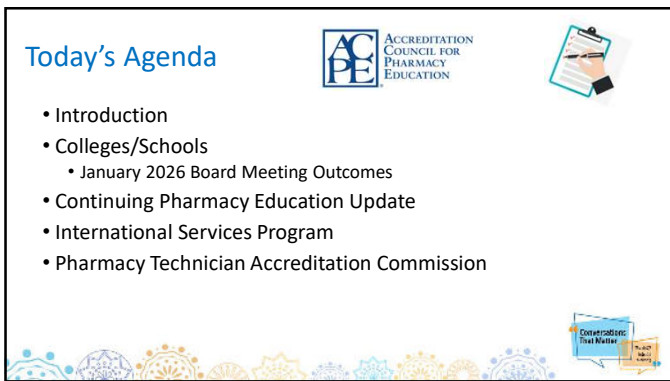 Today's Agenda
ACPE
ACCREDITATION
COUNCIL FOR
PHARMACY
EDUCATION
• Introduction
• Colleges/Schools
• January 2026 Board Meeting Outcomes
• Continuing Pharmacy Education Update
• International Services Program
• Pharmacy Technician Accreditation Commission
Conversations
That Matter